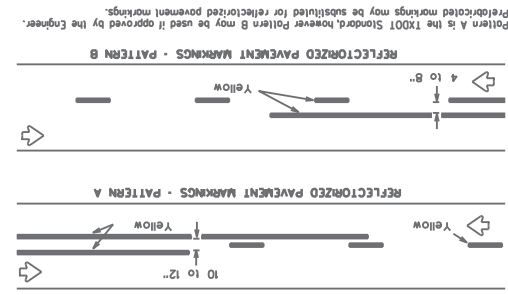 10 to 12"
Yellow
Yellow
REFLECTORIZED PAVEMENT MARKINGS - PATTERN A
4 to 8"
Yellow
REFLECTORIZED PAVEMENT MARKINGS - PATTERN B
Pattern A is the TXDOT Standard, however Pattern B may be used if approved by the Engineer.
Prefabricated markings may be substituted for reflectorized pavement markings.